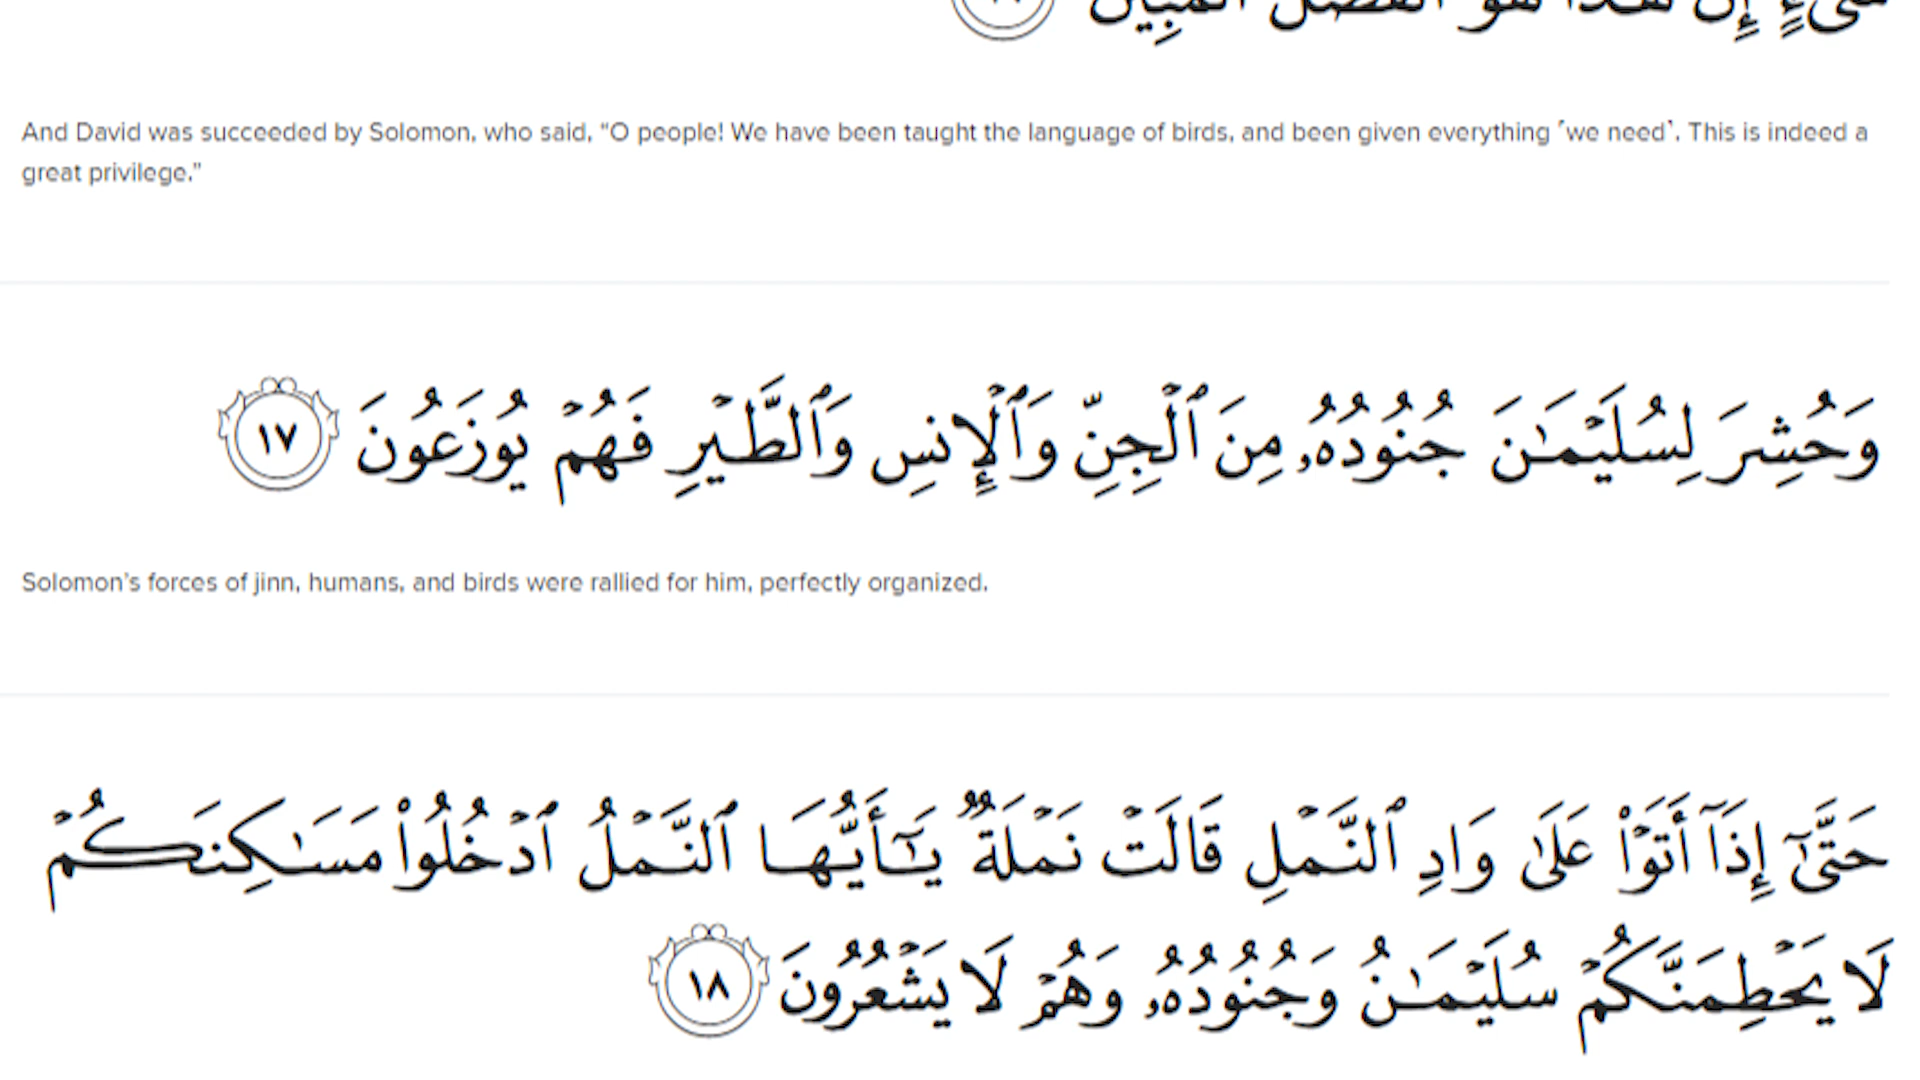 شَىْءٍ إِنَّ هَـٰذَا هُوَ ٱلْفَضْلُ ٱلْمُبِينُ
And David was succeeded by Solomon, who said, “O people! We have been taught the language of birds, and been given everything ˹we need˺. This is indeed a
great privilege.”
وَحُشِرَ لِسُلَيْمَـٰنَ جُنُودُهُۥ مِنَ ٱلْجِنِّ وَٱلْإِنسِ وَٱلطَّيْرِ فَهُمْ يُوزَعُونَ ١٧
Solomon’s forces of jinn, humans, and birds were rallied for him, perfectly organized.
حَتَّىٰٓ إِذَآ أَتَوْا۟ عَلَىٰ وَادِ ٱلنَّمْلِ قَالَتْ نَمْلَةٌ يَـٰٓأَيُّهَا ٱلنَّمْلُ ٱدْخُلُوا۟ مَسَـٰكِنَكُمْ
لَا يَحْطِمَنَّكُمْ سُلَيْمَـٰنُ وَجُنُودُهُۥ وَهُمْ لَا يَشْعُرُونَ ١٨